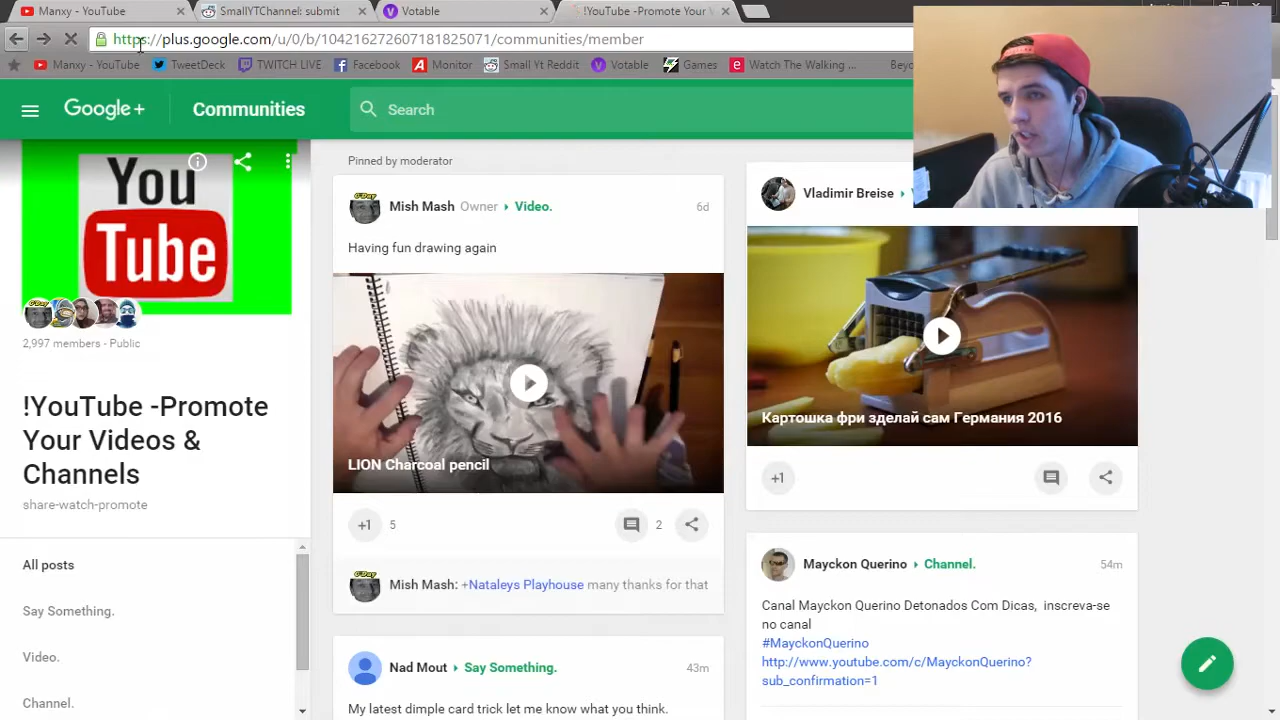 Manxy - YouTube
SmallYTChannel: submit
Votable
!YouTube -Promote Your V
https://plus.google.com/u/0/b/104216272607181825071/communities/member
Manxy - YouTube
TweetDeck
TWITCH LIVE
Facebook
Monitor
Small Yt Reddit
Votable
Games
Watch The Walking ...
Beyo
Google+
Communities
Search
You
Tube
2,997 members - Public
!YouTube -Promote
Your Videos &
Channels
share-watch-promote
All posts
Say Something.
Video.
Channel.
Pinned by moderator
Mish Mash Owner Video.
6d
Having fun drawing again
LION Charcoal pencil
+1 5
2
Mish Mash: +Nataleys Playhouse many thanks for that
Nad Mout Say Something.
43m
My latest dimple card trick let me know what you think.
Vladimir Breise
Картошка фри зделай сам Германия 2016
+1
Mayckon Querino Channel.
54m
Canal Mayckon Querino Detonados Com Dicas, inscreva-se
no canal
#MayckonQuerino
http://www.youtube.com/c/MayckonQuerino?
sub_confirmation=1